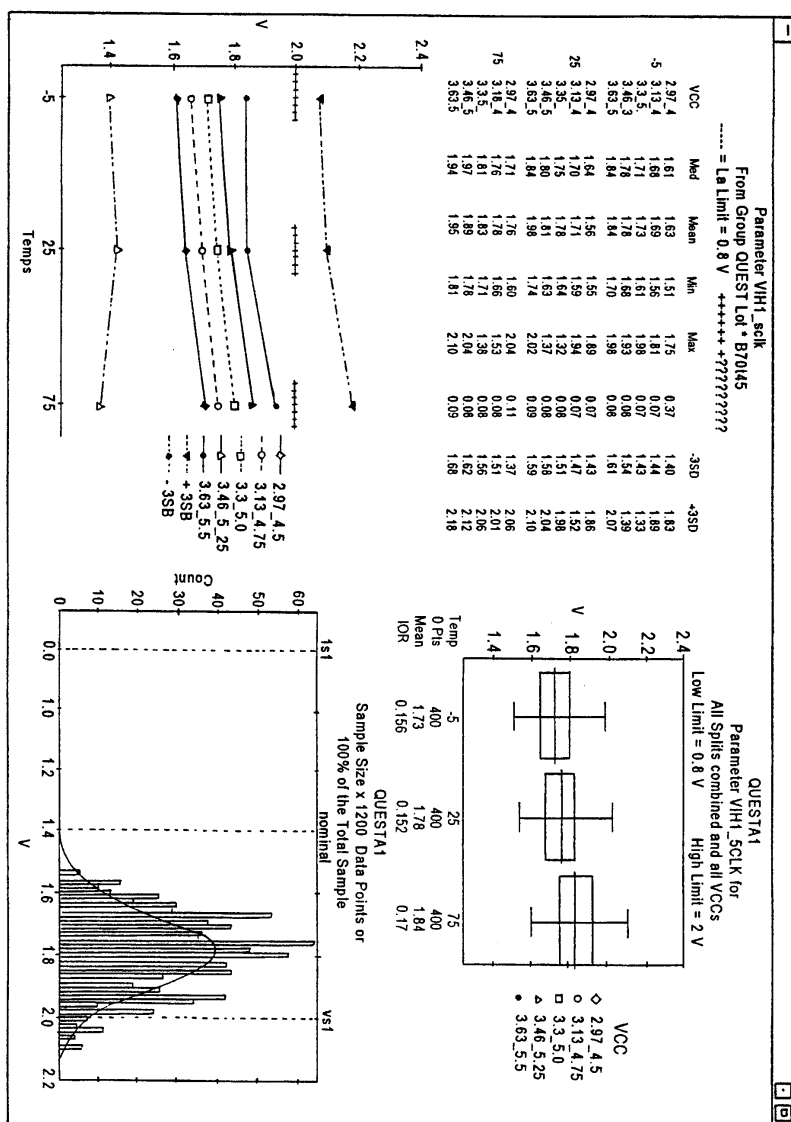 Parameter VIH1_sclk
From Group QUEST Lot * B70I45
----- = La Limit = 0.8 V ++++++ +?????????
VCC Med Mean Min Max -3SD +3SD
2.97_4 1.61 1.63 1.51 1.75 0.37 1.40 1.83
-5 3.13_4 1.68 1.69 1.56 1.81 0.07 1.44 1.89
3.3_5. 1.71 1.73 1.61 1.98 0.07 1.43 1.33
3.46_3 1.78 1.78 1.68 1.93 0.08 1.54 1.39
3.63_5 1.84 1.84 1.70 1.98 0.08 1.61 2.07
2.97_4 1.64 1.56 1.55 1.89 0.07 1.43 1.86
25 3.13_4 1.70 1.71 1.59 1.94 0.07 1.47 1.52
3.35_ 1.75 1.78 1.64 1.32 0.08 1.51 1.98
3.46_5 1.80 1.81 1.63 1.37 0.08 1.58 2.04
3.63_5 1.84 1.98 1.74 2.02 0.09 1.59 2.10
2.97_4 1.71 1.76 1.60 2.04 0.11 1.37 2.06
75 3.18_4 1.76 1.78 1.66 1.53 0.08 1.51 2.01
3.3_5. 1.81 1.83 1.71 1.38 0.08 1.56 2.06
3.46_5 1.97 1.89 1.78 2.04 0.08 1.62 2.12
3.63.5 1.94 1.95 1.81 2.10 0.09 1.68 2.18
QUESTA1
Parameter VIH1_5CLK for
All Splits combined and all VCCs
Low Limit = 0.8 V High Limit = 2 V
2.4
2.2
2.0
1.8
1.6
1.4
V
Temp -5 25 75
0 Pts 400 400 400
Mean 1.73 1.78 1.84
IOR 0.156 0.152 0.17
VCC
2.97_4.5
3.13_4.75
3.3_5.0
3.46_5.25
3.63_5.5
2.4
2.2
2.0
1.8
1.6
1.4
V
-5 25 75
Temps
2.97_4.5
3.13_4.75
3.3_5.0
3.46_5_25
3.63_5.5
+ 3SB
- 3SB
QUESTA1
Sample Size x 1200 Data Points or
100% of the Total Sample
1s1 nominal vs1
60
50
40
30
20
10
0
Count
0.0 1.0 1.2 1.4 1.6 1.8 2.0 2.2
V